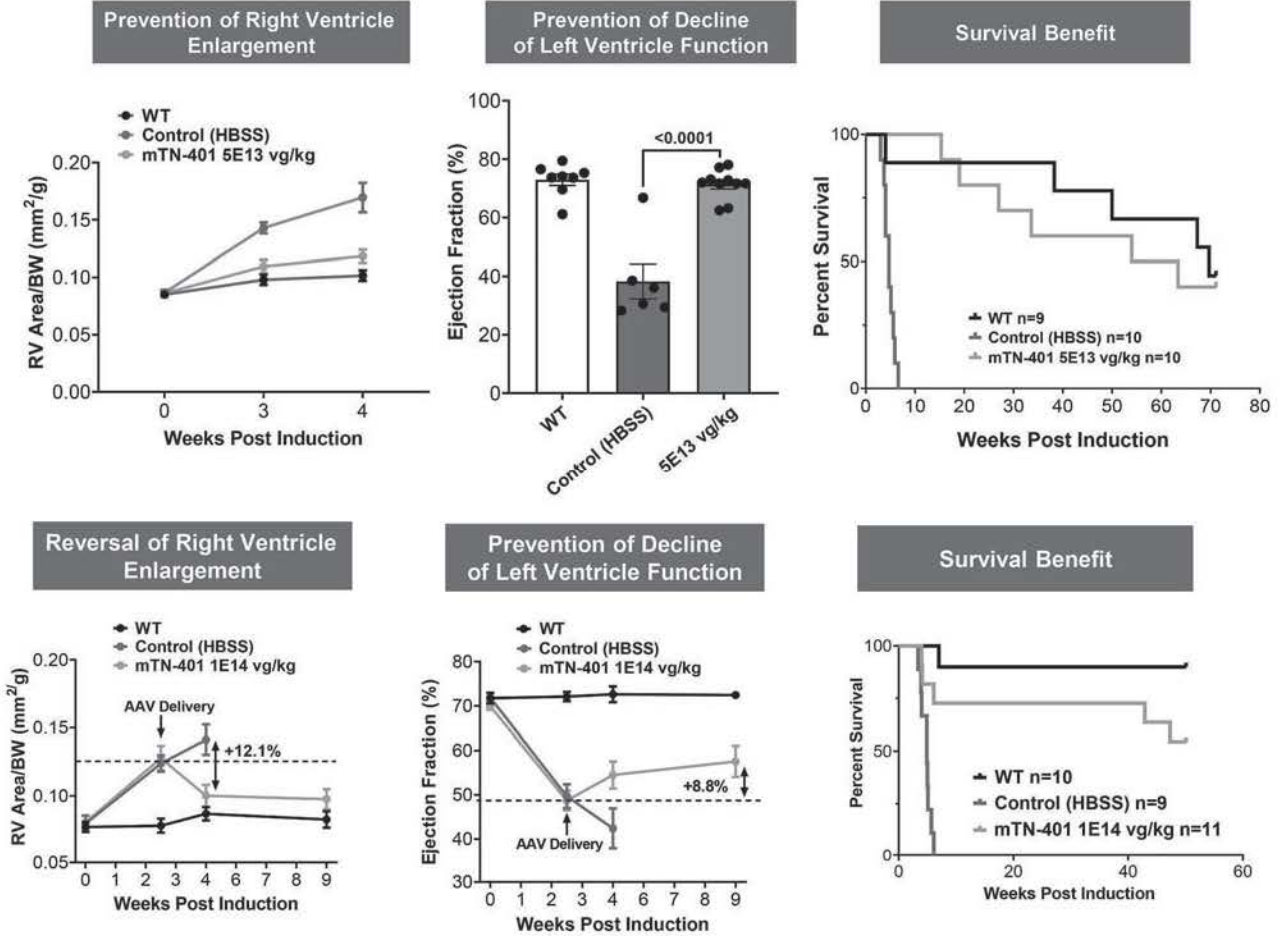 Prevention of Right Ventricle
Enlargement
WT
Control (HBSS)
mTN-401 5E13 vg/kg
RV Area/BW (mm²/g)
0.20
0.15
0.10
0.05
0.00
0
3
4
Weeks Post Induction
Prevention of Decline
of Left Ventricle Function
Ejection Fraction (%)
100
80
60
40
20
0
<0.0001
WT
Control (HBSS)
5E13 vg/kg
Survival Benefit
Percent Survival
100
50
0
WT n=9
Control (HBSS) n=10
mTN-401 5E13 vg/kg n=10
0 10 20 30 40 50 60 70 80
Weeks Post Induction
Reversal of Right Ventricle
Enlargement
WT
Control (HBSS)
mTN-401 1E14 vg/kg
RV Area/BW (mm²/g)
0.20
0.15
0.10
0.05
AAV Delivery
+12.1%
0 1 2 3 4 6 7 8 9
Weeks Post Induction
Prevention of Decline
of Left Ventricle Function
WT
Control (HBSS)
mTN-401 1E14 vg/kg
Ejection Fraction (%)
80
70
60
50
40
30
+8.8%
AAV Delivery
0 1 2 3 4 6 7 8 9
Weeks Post Induction
Survival Benefit
Percent Survival
100
50
0
WT n=10
Control (HBSS) n=9
mTN-401 1E14 vg/kg n=11
0 20 40 60
Weeks Post Induction